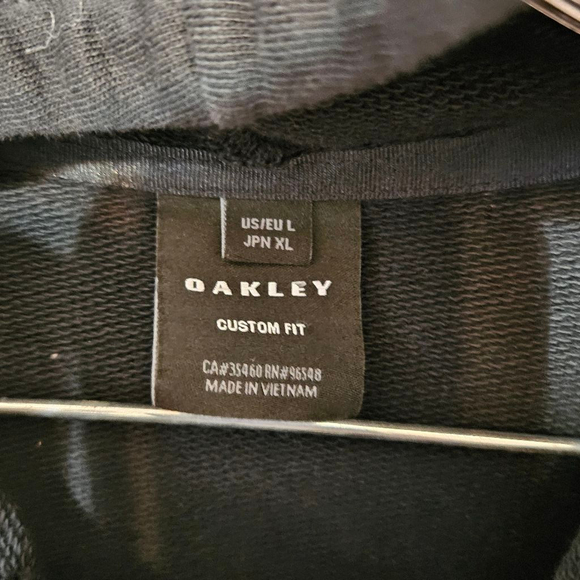 US/EU L
JPN XL
OAKLEY
CUSTOM FIT
CA#35460 RN#96548
MADE IN VIETNAM